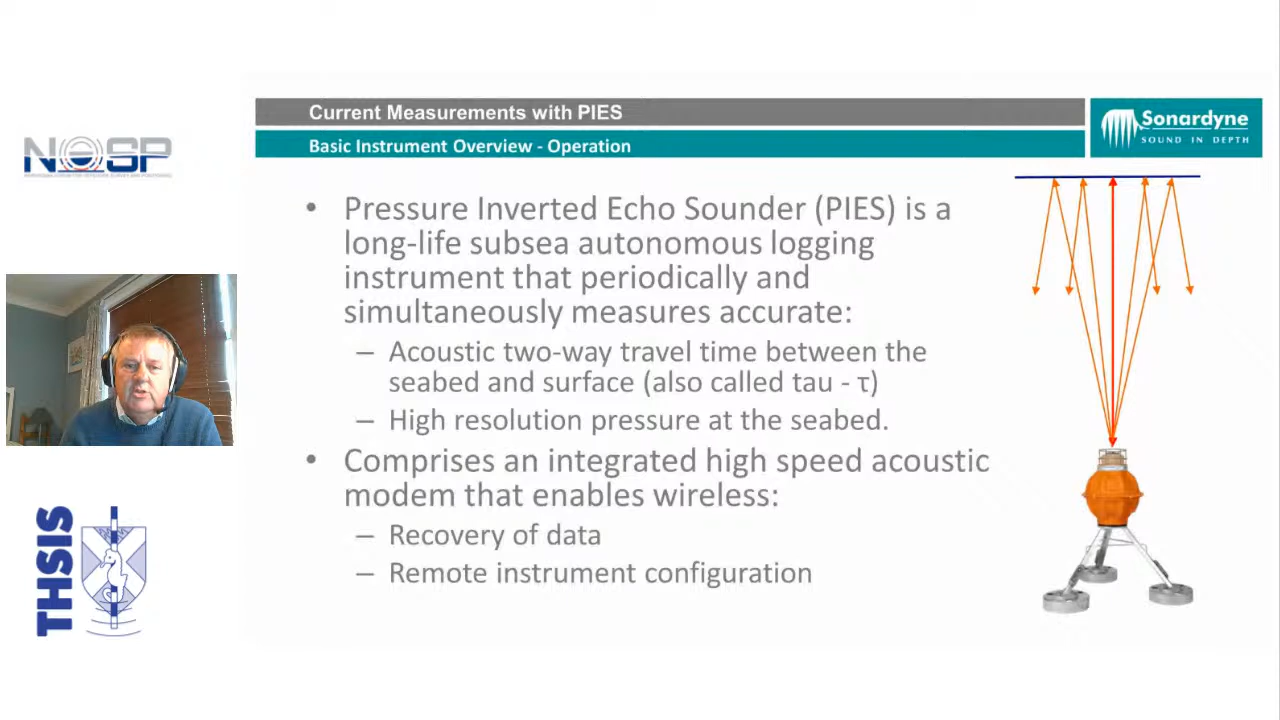 Current Measurements with PIES
Basic Instrument Overview - Operation
Sonardyne
SOUND IN DEPTH
NOSP
• Pressure Inverted Echo Sounder (PIES) is a
long-life subsea autonomous logging
instrument that periodically and
simultaneously measures accurate:
– Acoustic two-way travel time between the
seabed and surface (also called tau - τ)
– High resolution pressure at the seabed.
• Comprises an integrated high speed acoustic
modem that enables wireless:
– Recovery of data
– Remote instrument configuration
THSIS